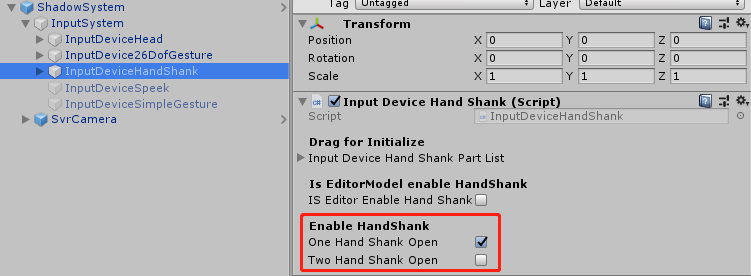 ShadowSystem
InputSystem
InputDeviceHead
InputDevice26DofGesture
InputDeviceHandShank
InputDeviceSpeek
InputDeviceSimpleGesture
SvrCamera
Tag Untagged Layer Default
Transform
Position X 0 Y 0 Z 0
Rotation X 0 Y 0 Z 0
Scale X 1 Y 1 Z 1
Input Device Hand Shank (Script)
Script InputDeviceHandShank
Drag for Initialize
Input Device Hand Shank Part List
Is EditorModel enable HandShank
IS Editor Enable Hand Shank
Enable HandShank
One Hand Shank Open
Two Hand Shank Open